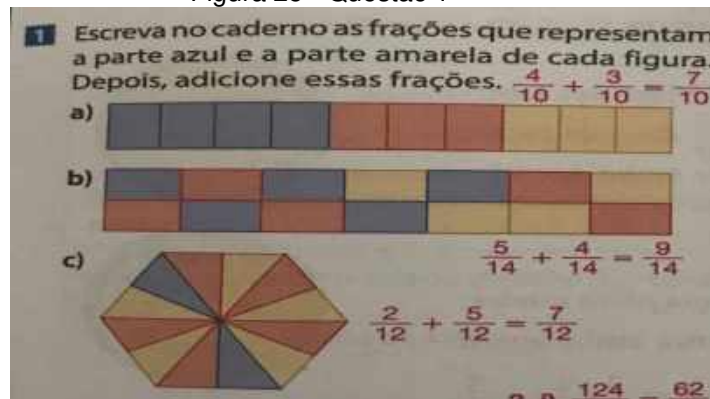 1 Escreva no caderno as frações que representam
a parte azul e a parte amarela de cada figura.
Depois, adicione essas frações. 4/10 + 3/10 = 7/10
a)
b)
5/14 + 4/14 = 9/14
c)
2/12 + 5/12 = 7/12
124 = 62